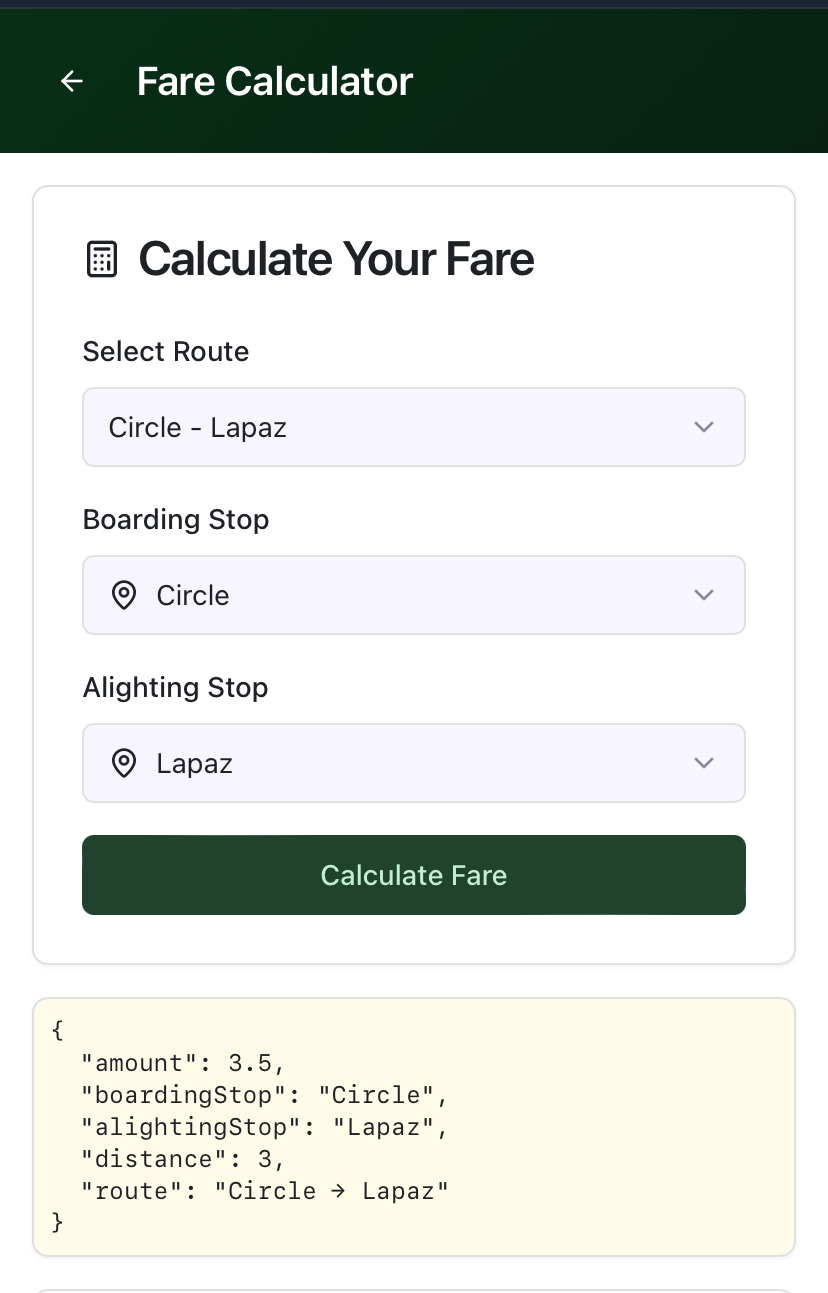 Fare Calculator
Calculate Your Fare
Select Route
Circle - Lapaz
Boarding Stop
Circle
Alighting Stop
Lapaz
Calculate Fare
{
  "amount": 3.5,
  "boardingStop": "Circle",
  "alightingStop": "Lapaz",
  "distance": 3,
  "route": "Circle → Lapaz"
}